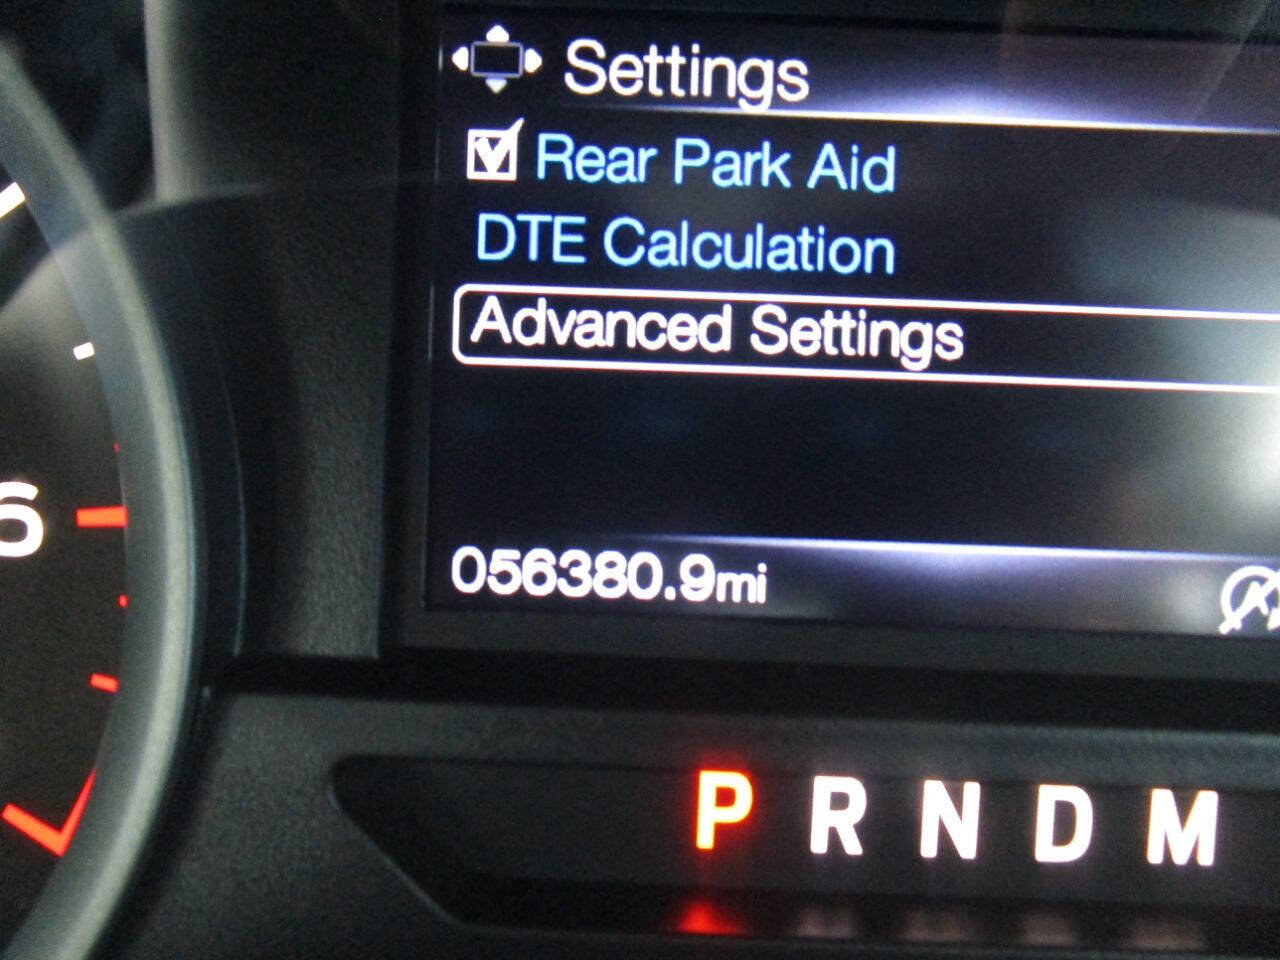 Settings
Rear Park Aid
DTE Calculation
Advanced Settings
056380.9mi
6
P R N D M